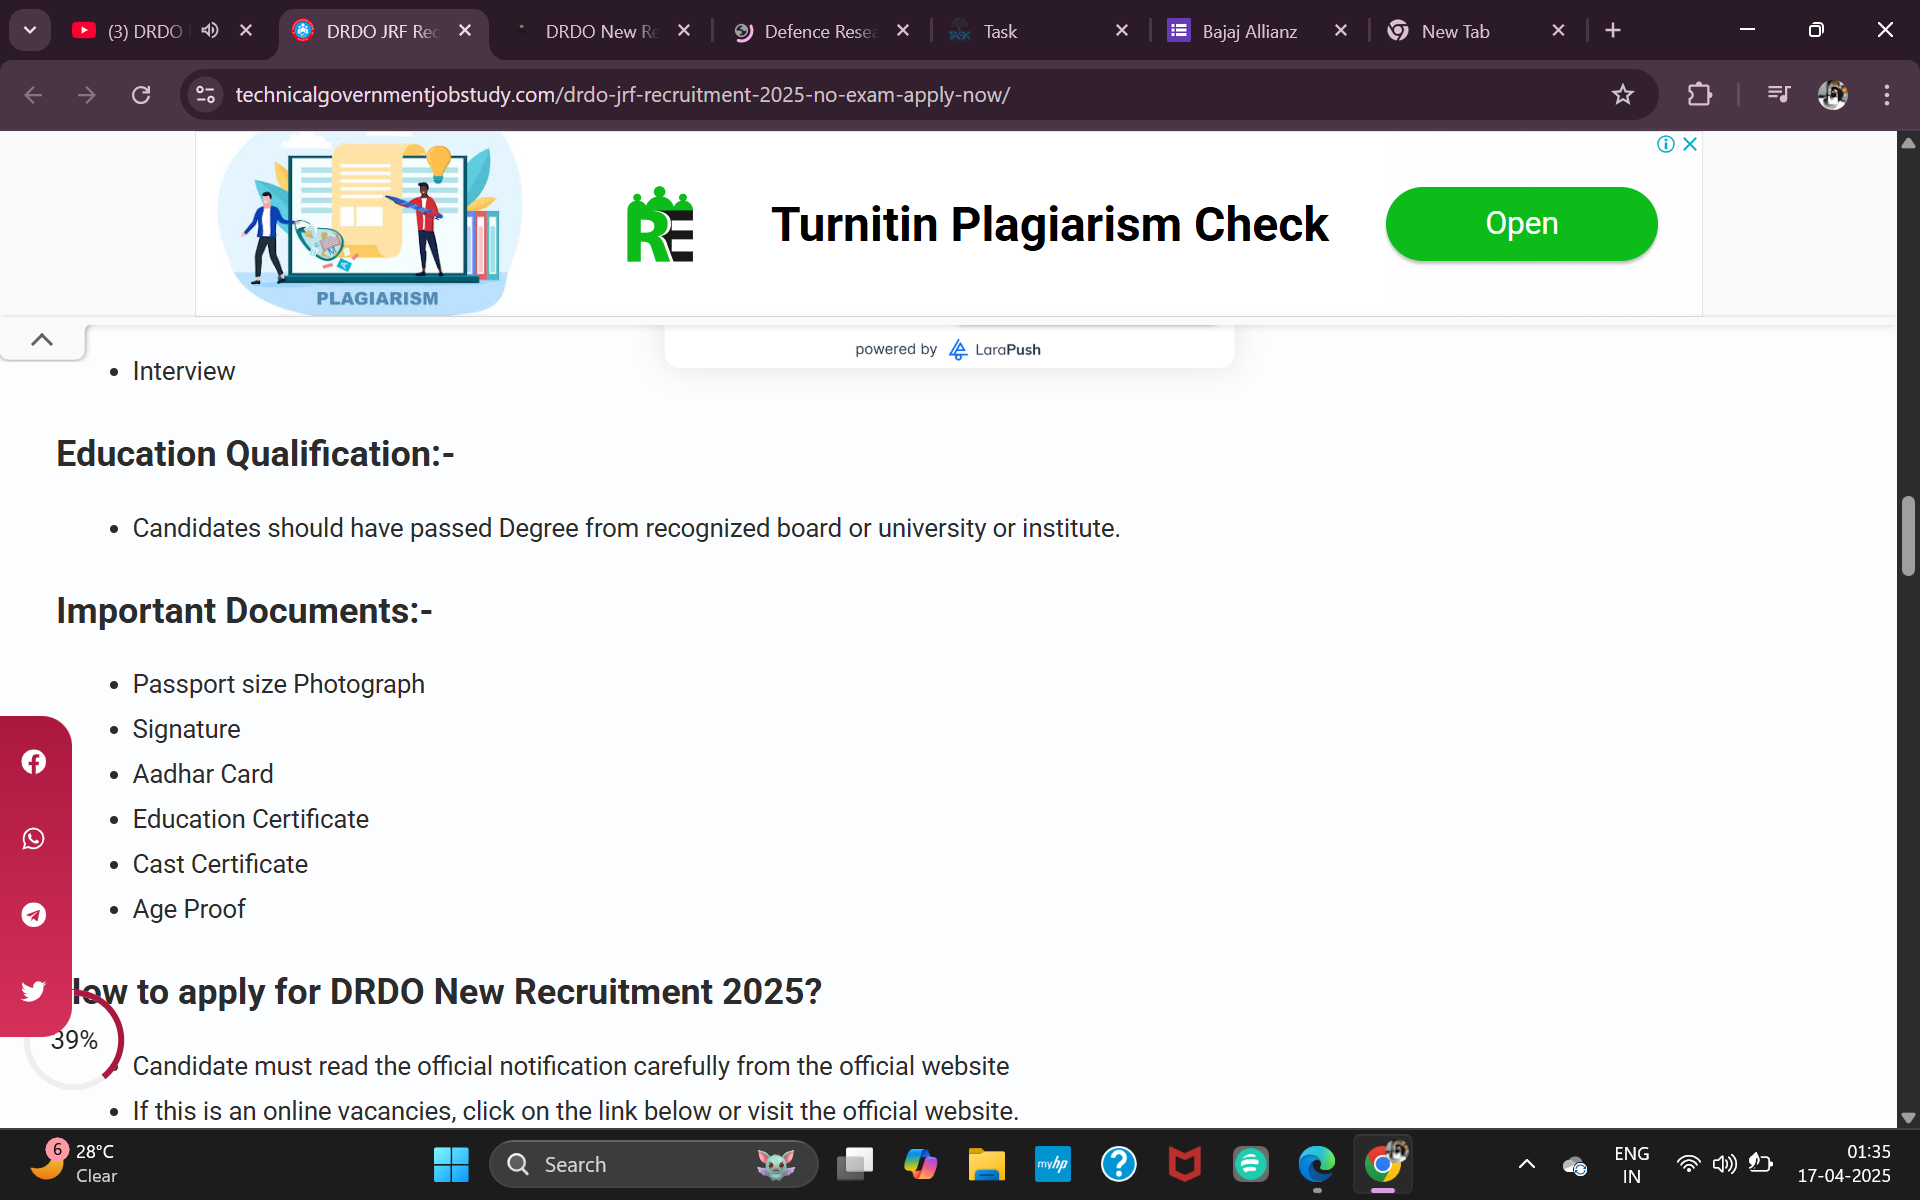 (3) DRDO
DRDO JRF Rec
DRDO New Re
Defence Resea
Task
Bajaj Allianz
New Tab
technicalgovernmentjobstudy.com/drdo-jrf-recruitment-2025-no-exam-apply-now/
PLAGIARISM
RE
Turnitin Plagiarism Check
Open
powered by LaraPush
• Interview
Education Qualification:-
• Candidates should have passed Degree from recognized board or university or institute.
Important Documents:-
• Passport size Photograph
• Signature
• Aadhar Card
• Education Certificate
• Cast Certificate
• Age Proof
How to apply for DRDO New Recruitment 2025?
39%
• Candidate must read the official notification carefully from the official website
• If this is an online vacancies, click on the link below or visit the official website.
6
28°C
Clear
Search
myhp
ENG
IN
01:35
17-04-2025